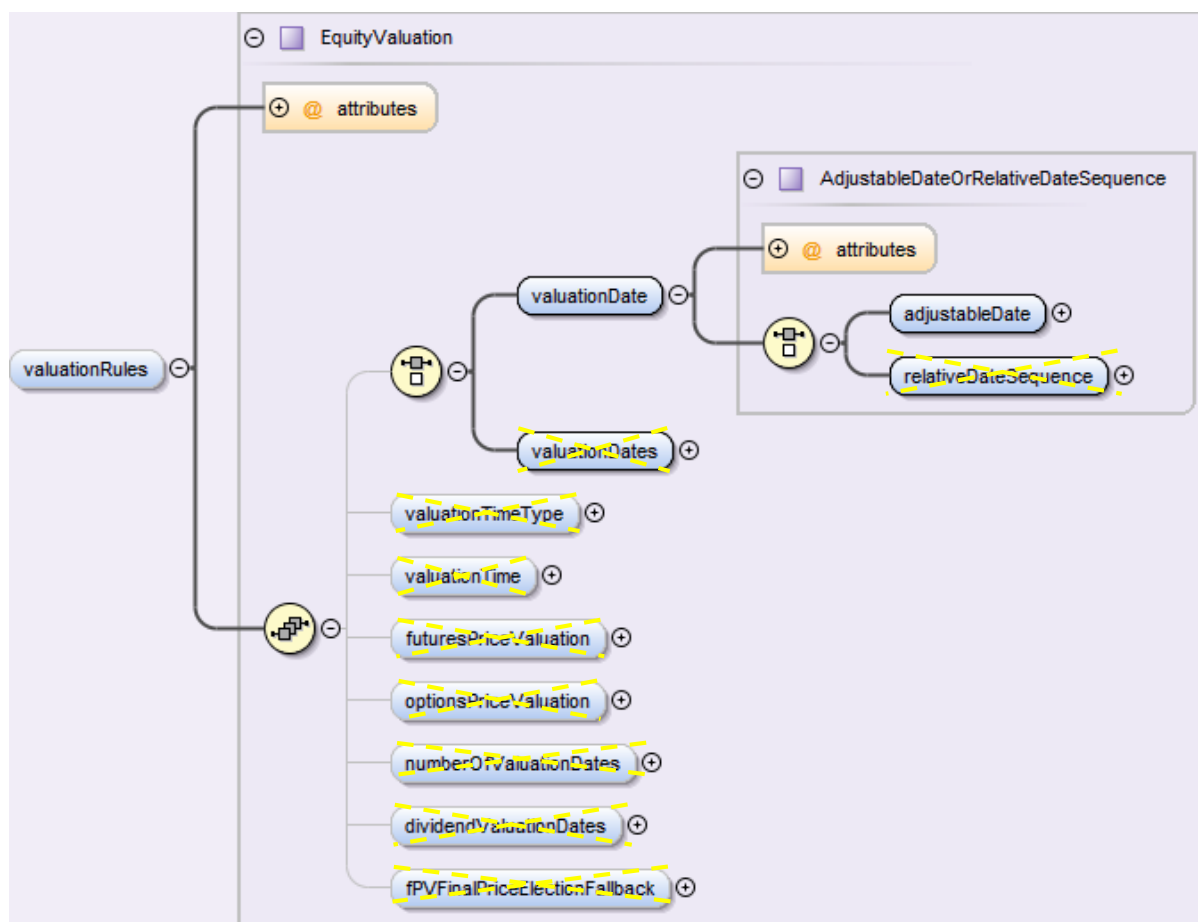 EquityValuation
@ attributes
AdjustableDateOrRelativeDateSequence
@ attributes
valuationDate
adjustableDate
valuationRules
relativeDateSequence
valuationDates
valuationTimeType
valuationTime
futuresPriceValuation
optionsPriceValuation
numberOfValuationDates
dividendValuationDates
fPVFinalPriceElectionFallback